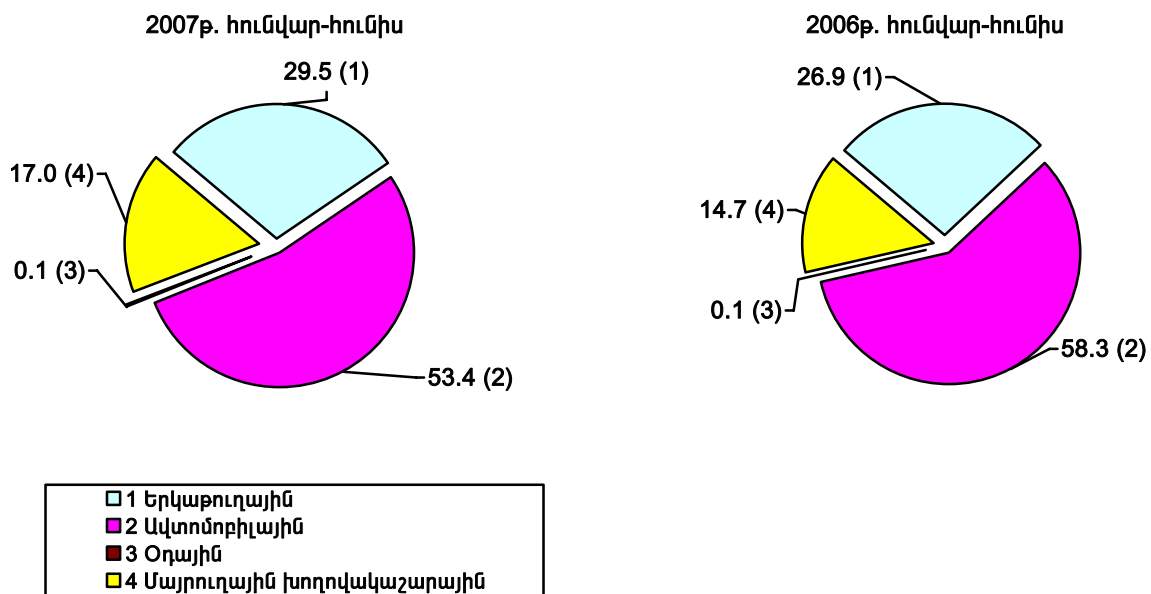 2007թ. հունվար-հունիս
2006թ. հունվար-հունիս
29.5 (1)
17.0 (4)
0.1 (3)
53.4 (2)
26.9 (1)
14.7 (4)
0.1 (3)
58.3 (2)
1 Երկաթուղային
2 Ավտոմոբիլային
3 Օդային
4 Մայրուղային խողովակաշարային